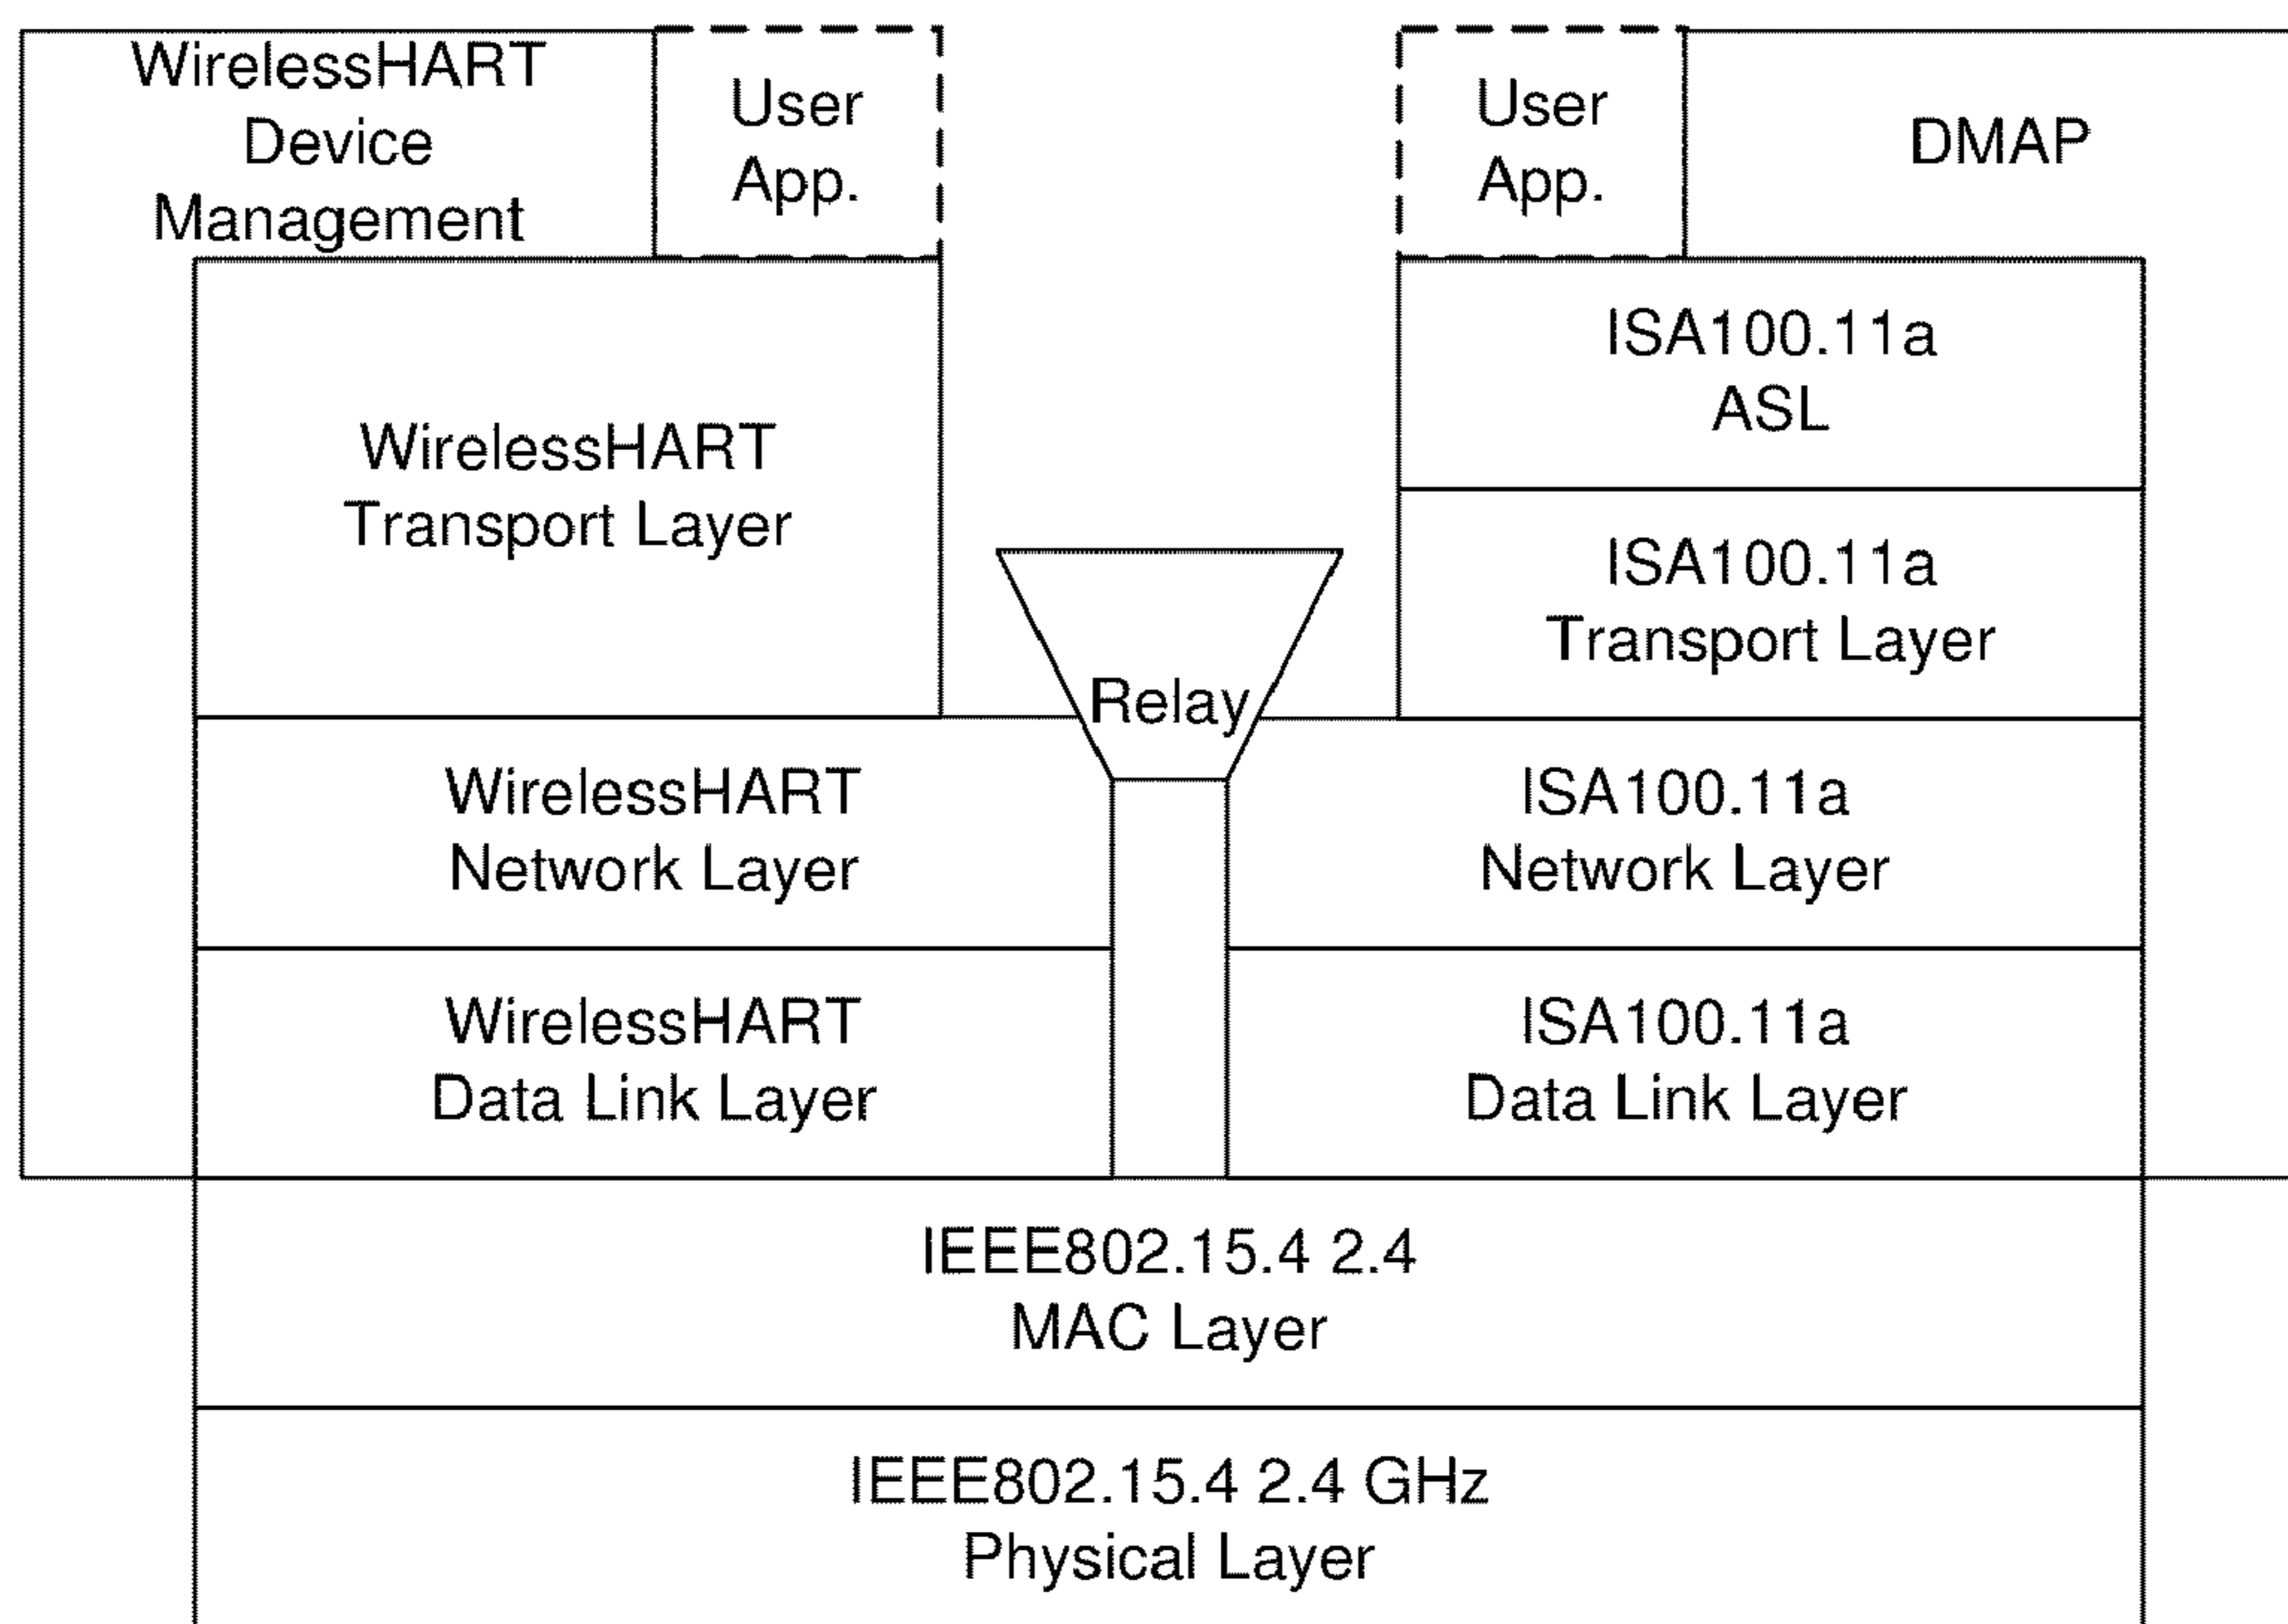 WirelessHART
Device
Management
User
App.
User
App.
DMAP
WirelessHART
Transport Layer
ISA100.11a
ASL
ISA100.11a
Transport Layer
Relay
WirelessHART
Network Layer
ISA100.11a
Network Layer
WirelessHART
Data Link Layer
ISA100.11a
Data Link Layer
IEEE802.15.4 2.4
MAC Layer
IEEE802.15.4 2.4 GHz
Physical Layer